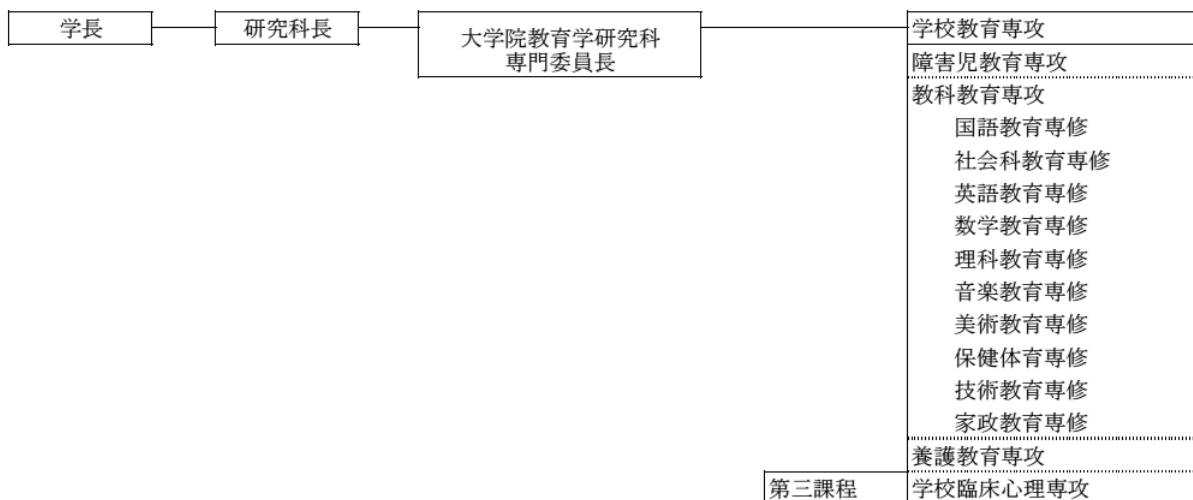 学長
研究科長
大学院教育学研究科
専門委員長
学校教育専攻
障害児教育専攻
教科教育専攻
国語教育専修
社会科教育専修
英語教育専修
数学教育専修
理科教育専修
音楽教育専修
美術教育専修
保健体育専修
技術教育専修
家政教育専修
養護教育専攻
第三課程
学校臨床心理専攻